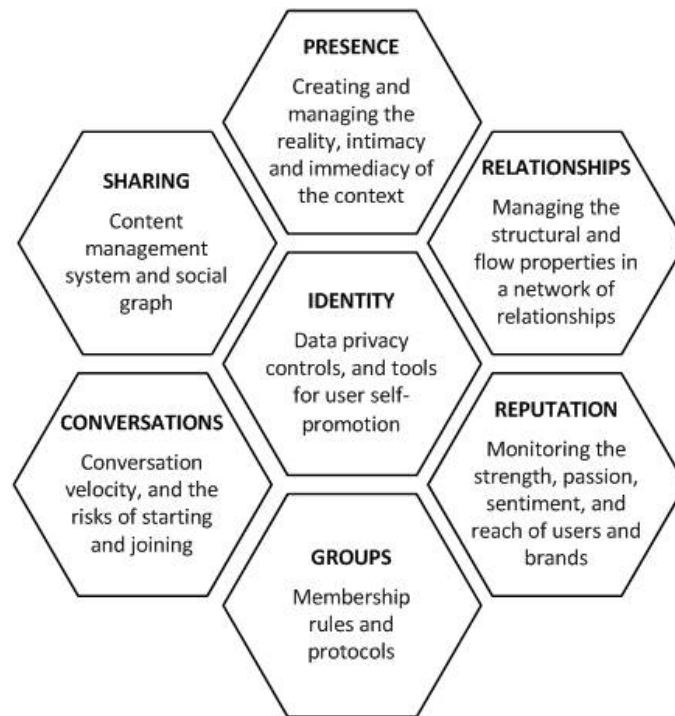 PRESENCE
Creating and
managing the
reality, intimacy
and immediacy of
the context
SHARING
Content
management
system and social
graph
RELATIONSHIPS
Managing the
structural and
flow properties in
a network of
relationships
IDENTITY
Data privacy
controls, and tools
for user self-
promotion
CONVERSATIONS
Conversation
velocity, and the
risks of starting
and joining
REPUTATION
Monitoring the
strength, passion,
sentiment, and
reach of users and
brands
GROUPS
Membership
rules and
protocols